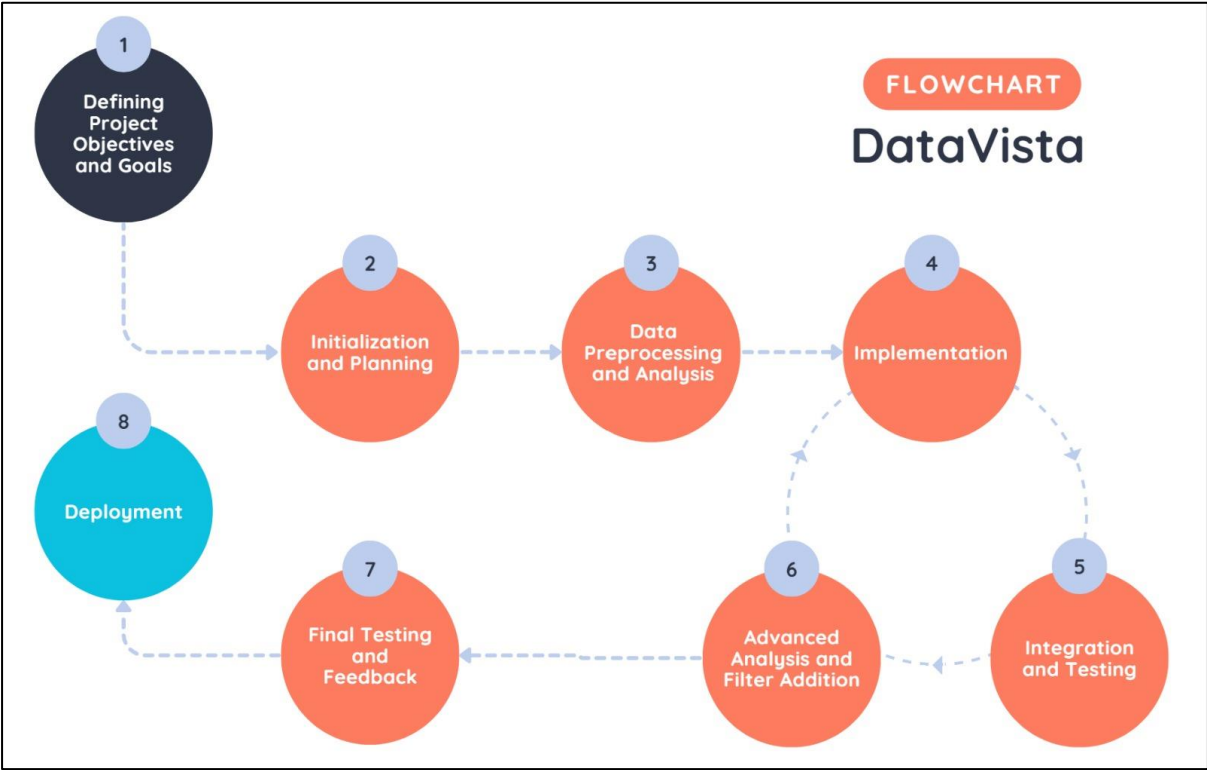 1
Defining
Project
Objectives
and Goals
FLOWCHART
DataVista
2
Initialization
and Planning
3
Data
Preprocessing
and Analysis
4
Implementation
5
Integration
and Testing
6
Advanced
Analysis and
Filter Addition
7
Final Testing
and
Feedback
8
Deployment